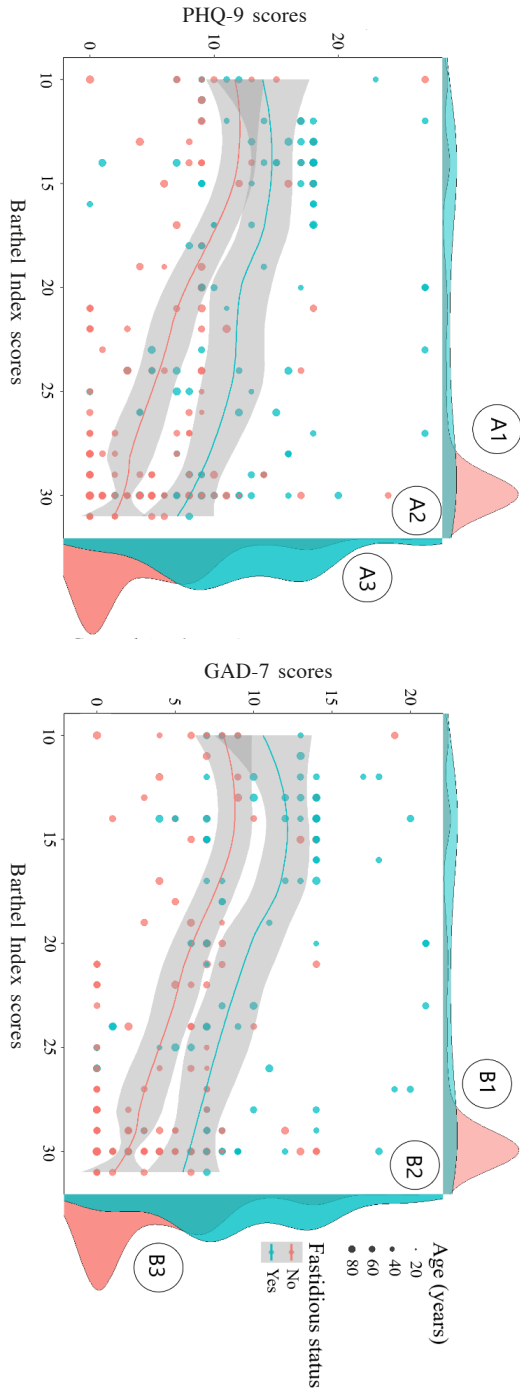 PHQ-9 scores
0
10
20
10
15
20
25
30
Barthel Index scores
A1
A2
A3
GAD-7 scores
0
5
10
15
20
10
15
20
25
30
Barthel Index scores
B1
B2
B3
Age (years)
20
40
60
80
Fastidious status
No
Yes